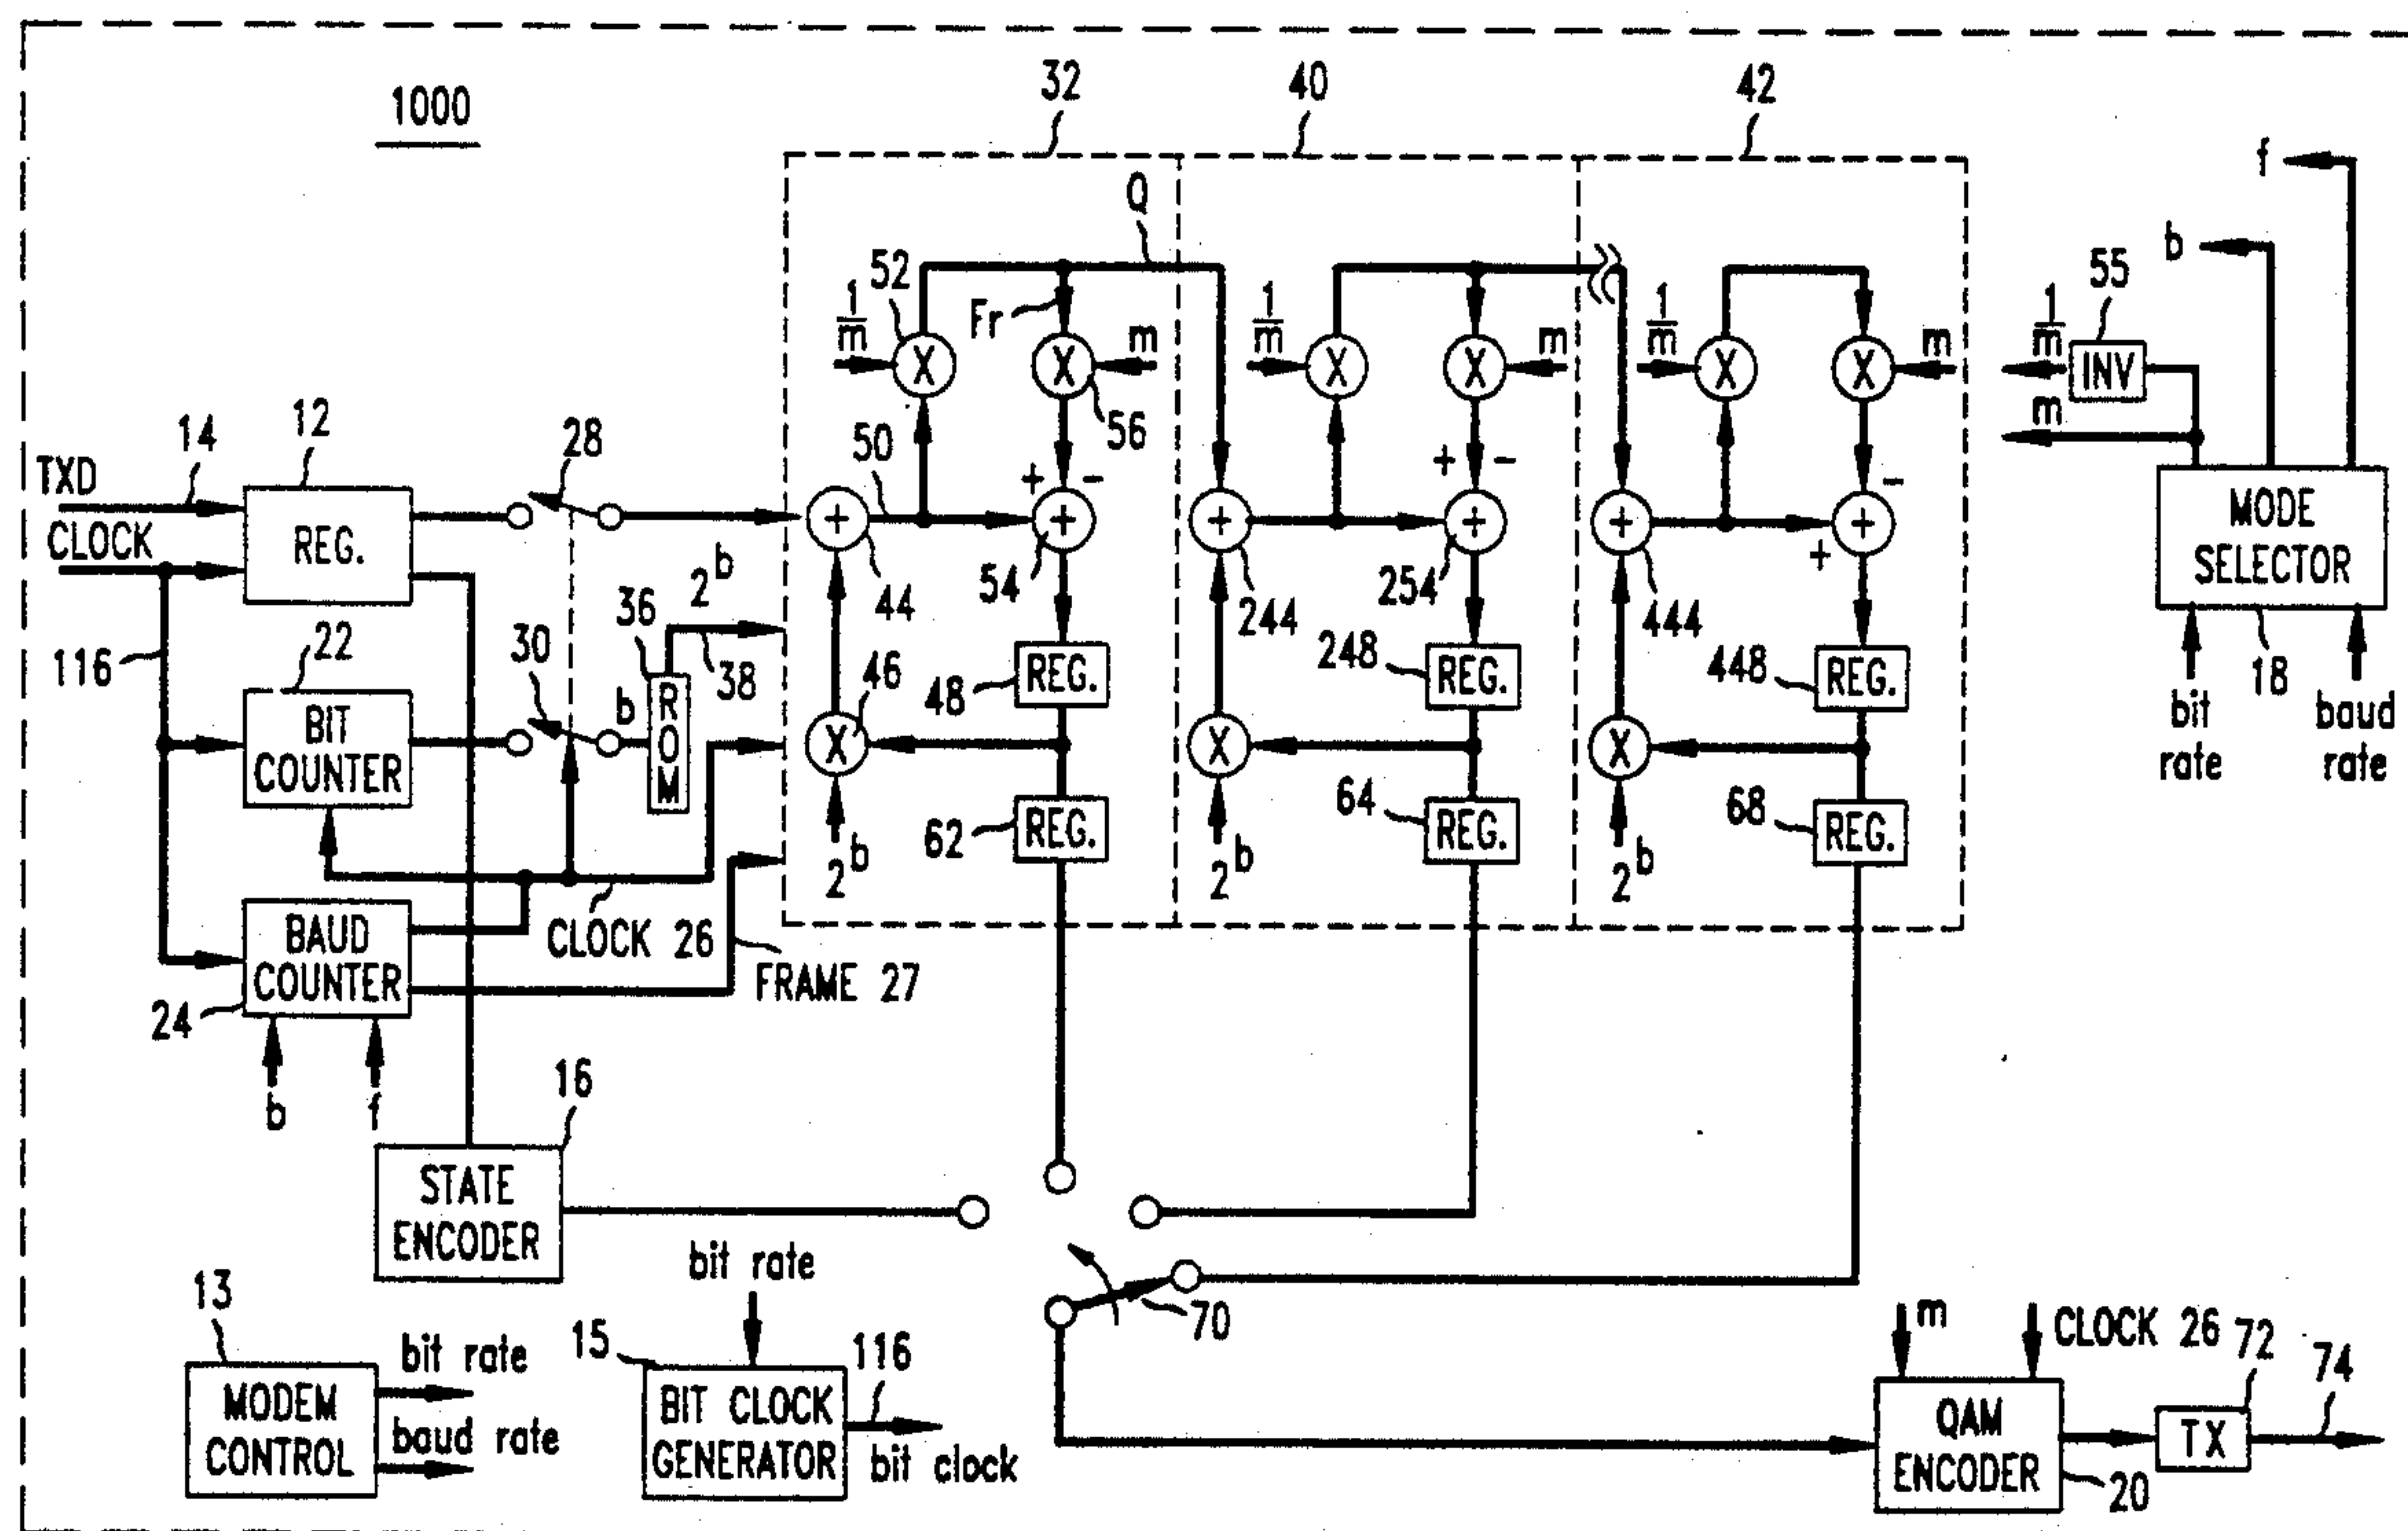 1000
32
40
42
f
b
Q
52
1/m
Fr
m
56
1/m
m
1/m
m
1/m
55
INV
m
TXD
14
12
28
50
+
-
+
-
-
+
CLOCK
REG.
X
X
X
X
X
X
+
+
+
+
+
+
44
54
244
254
444
MODE
SELECTOR
18
bit
rate
baud
rate
2^b
36
38
116
22
30
b
ROM
BIT
COUNTER
46
48
REG.
248
REG.
448
REG.
X
X
X
62
REG.
64
REG.
68
REG.
2^b
2^b
2^b
BAUD
COUNTER
24
CLOCK 26
FRAME 27
b
f
16
STATE
ENCODER
70
13
MODEM
CONTROL
bit rate
baud rate
bit rate
15
BIT CLOCK
GENERATOR
116
bit clock
m
CLOCK 26
72
74
QAM
ENCODER
20
TX